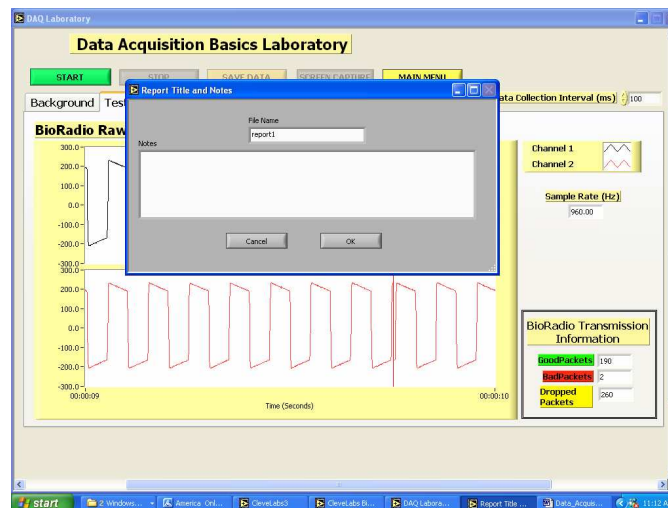 DAQ Laboratory
Data Acquisition Basics Laboratory
START
STOP
SAVE DATA
SCREEN CAPTURE
MAIN MENU
Report Title and Notes
Background
ata Collection Interval (ms)
100
BioRadio Raw
File Name
report1
Notes
Cancel
OK
300.0
200.0
100.0
0.0
-100.0
-200.0
-300.0
300.0
200.0
100.0
0.0
-100.0
-200.0
-300.0
00:00:09
00:00:10
Time (Seconds)
Channel 1
Channel 2
Sample Rate (Hz)
960.00
BioRadio Transmission
Information
GoodPackets
190
BadPackets
2
Dropped
Packets
260
start
2 Windows...
America Onl...
CleveLabs3
CleveLabs Bi...
DAQ Labora...
Report Title ...
Data_Acquis...
11:12 A